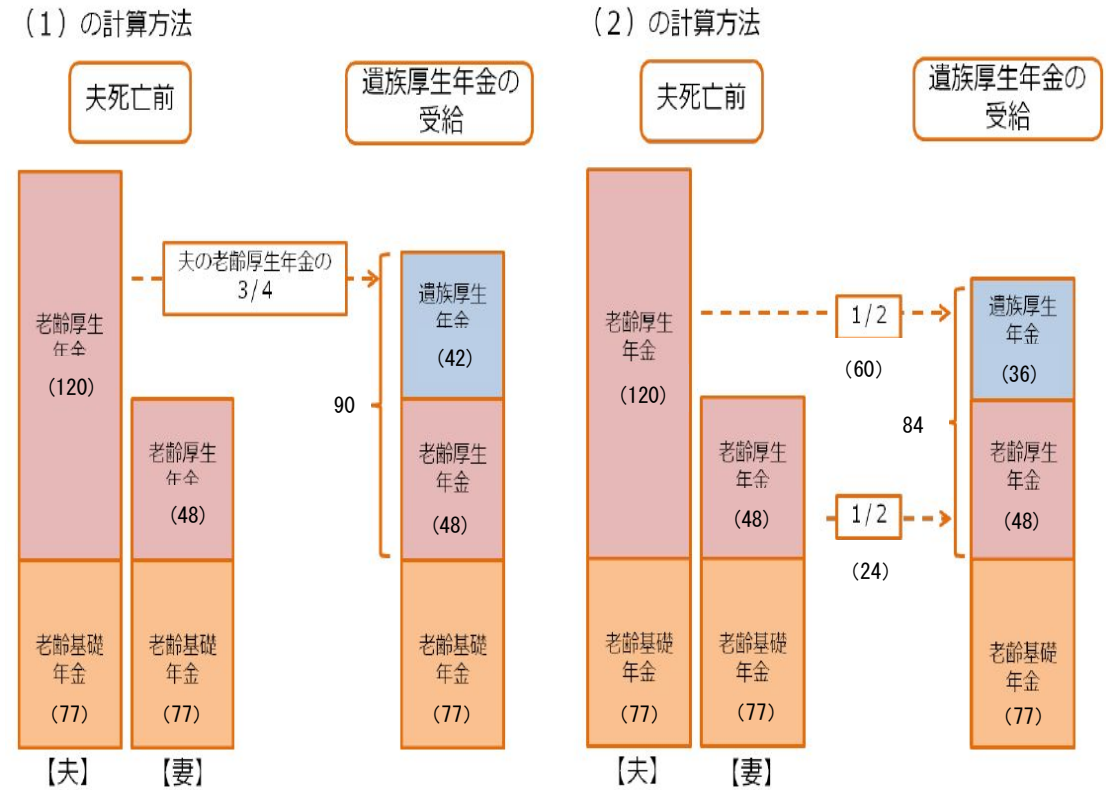 (1)の計算方法
夫死亡前
遺族厚生年金の
受給
夫の老齢厚生年金の
3/4
老齢厚生
年金
(120)
老齢厚生
年金
(48)
90
遺族厚生
年金
(42)
老齢厚生
年金
(48)
老齢基礎
年金
(77)
老齢基礎
年金
(77)
老齢基礎
年金
(77)
【夫】
【妻】
(2)の計算方法
夫死亡前
遺族厚生年金の
受給
老齢厚生
年金
(120)
老齢厚生
年金
(48)
1/2
(60)
1/2
(24)
84
遺族厚生
年金
(36)
老齢厚生
年金
(48)
老齢基礎
年金
(77)
老齢基礎
年金
(77)
老齢基礎
年金
(77)
【夫】
【妻】